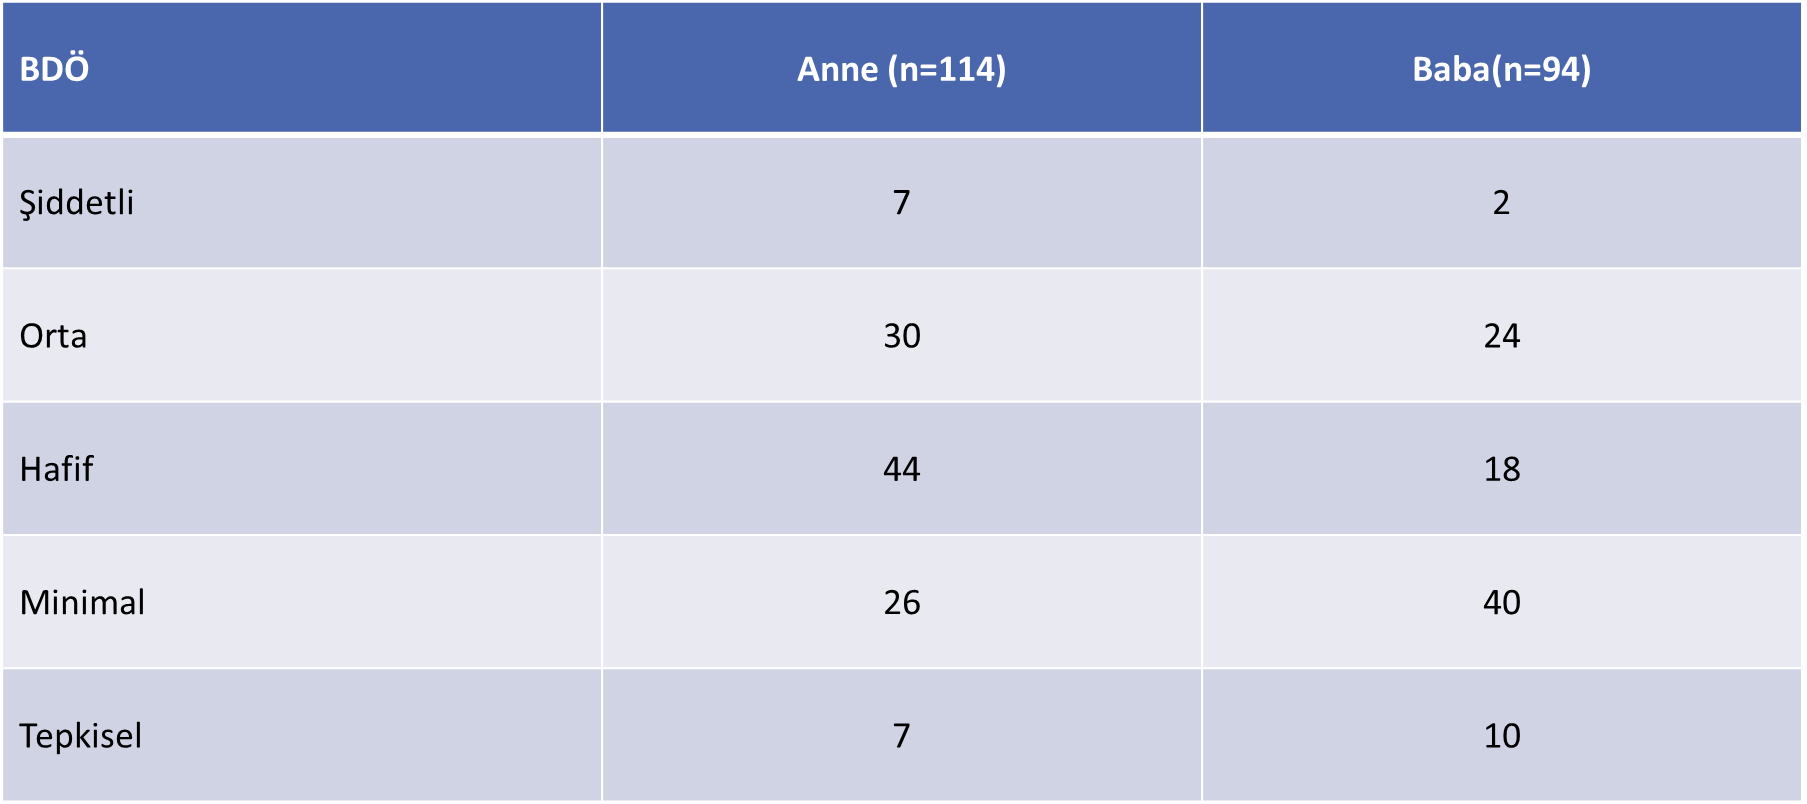 BDÖ Anne (n=114) Baba(n=94)
Şiddetli 7 2
Orta 30 24
Hafif 44 18
Minimal 26 40
Tepkisel 7 10